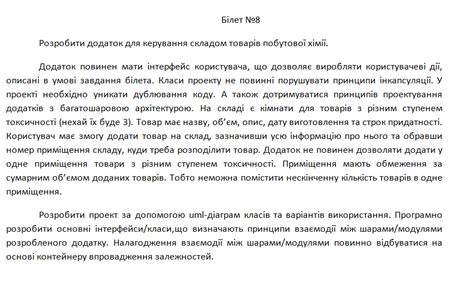 Білет №8
Розробити додаток для керування складом товарів побутової хімії.
Додаток повинен мати інтерфейс користувача, що дозволяє виробляти користувачеві дії,
описані в умові завдання білета. Класи проекту не повинні порушувати принципи інкапсуляції. У
проекті необхідно уникати дублювання коду. А також дотримуватися принципів проектування
додатків з багатошаровою архітектурою. На складі є кімнати для товарів з різним ступенем
токсичності (нехай їх буде 3). Товар має назву, об'єм, опис, дату виготовлення та строк придатності.
Користувач має змогу додати товар на склад, зазначивши усю інформацію про нього та обравши
номер приміщення складу, куди треба розподілити товар. Додаток не повинен дозволяти додати у
одне приміщення товари з різним ступенем токсичності. Приміщення мають обмеження за
сумарним об'ємом доданих товарів. Тобто неможна помістити нескінченну кількість товарів в одне
приміщення.
Розробити проект за допомогою uml-діаграм класів та варіантів використання. Програмно
розробити основні інтерфейси/класи,що визначають принципи взаємодії між шарами/модулями
розробленого додатку. Налагодження взаємодії між шарами/модулями повинно відбуватися на
основі контейнеру впровадження залежностей.